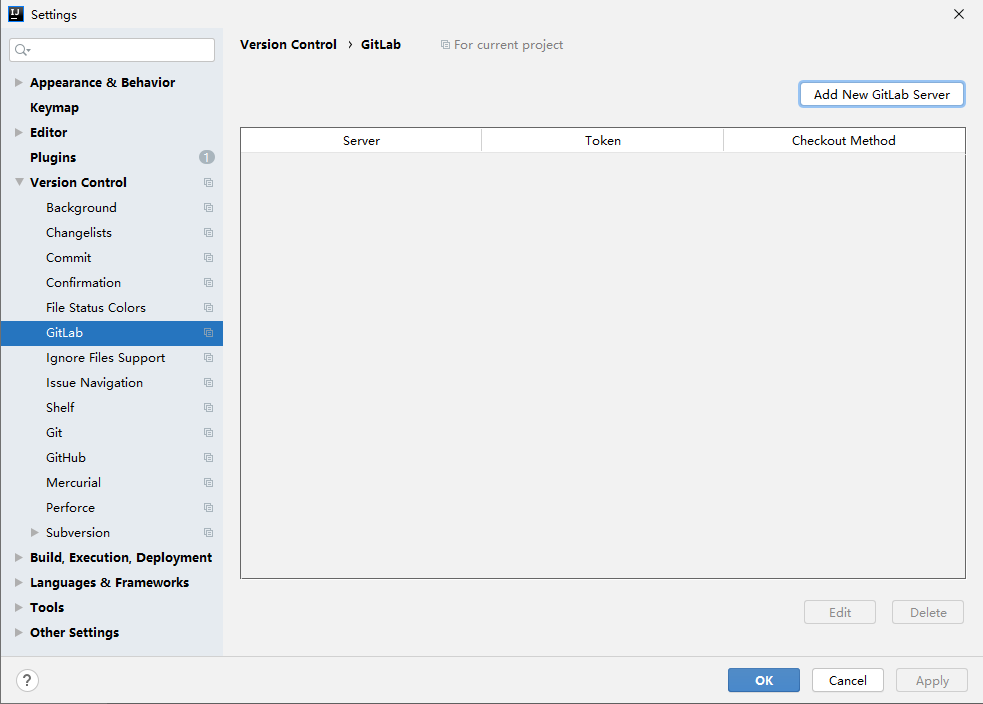 IJ
Settings
Appearance & Behavior
Keymap
Editor
Plugins
1
Version Control
Background
Changelists
Commit
Confirmation
File Status Colors
GitLab
Ignore Files Support
Issue Navigation
Shelf
Git
GitHub
Mercurial
Perforce
Subversion
Build, Execution, Deployment
Languages & Frameworks
Tools
Other Settings
Version Control › GitLab For current project
Add New GitLab Server
Server Token Checkout Method
Edit Delete
? OK Cancel Apply